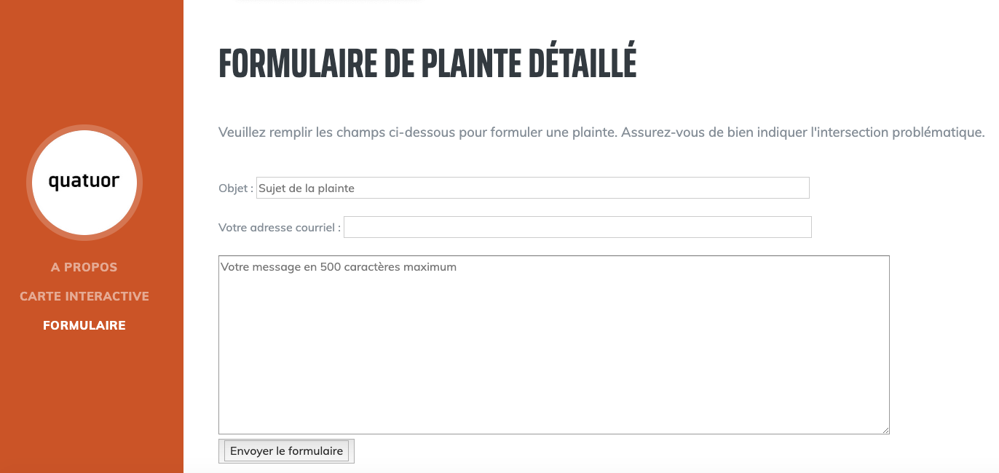 quatuor
A PROPOS
CARTE INTERACTIVE
FORMULAIRE
FORMULAIRE DE PLAINTE DÉTAILLÉ
Veuillez remplir les champs ci-dessous pour formuler une plainte. Assurez-vous de bien indiquer l'intersection problématique.
Objet : Sujet de la plainte
Votre adresse courriel :
Votre message en 500 caractères maximum
Envoyer le formulaire